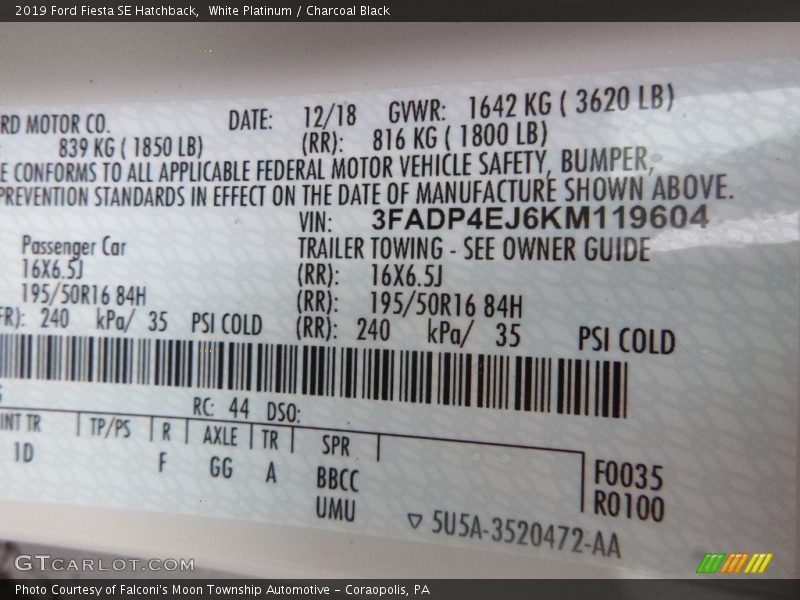 2019 Ford Fiesta SE Hatchback,  White Platinum / Charcoal Black
RD MOTOR CO. DATE: 12/18 GVWR: 1642 KG ( 3620 LB)
839 KG ( 1850 LB) (RR): 816 KG ( 1800 LB)
E CONFORMS TO ALL APPLICABLE FEDERAL MOTOR VEHICLE SAFETY, BUMPER,
PREVENTION STANDARDS IN EFFECT ON THE DATE OF MANUFACTURE SHOWN ABOVE.
VIN: 3FADP4EJ6KM119604
Passenger Car TRAILER TOWING - SEE OWNER GUIDE
16X6.5J (RR): 16X6.5J
195/50R16 84H (RR): 195/50R16 84H
FR): 240 kPa/ 35 PSI COLD (RR): 240 kPa/ 35 PSI COLD
RC: 44 DSO:
INT TR TP/PS R AXLE TR SPR
1D F GG A BBCC F0035
UMU R0100
5U5A-3520472-AA
GTCARLOT.COM
Photo Courtesy of Falconi's Moon Township Automotive – Coraopolis, PA